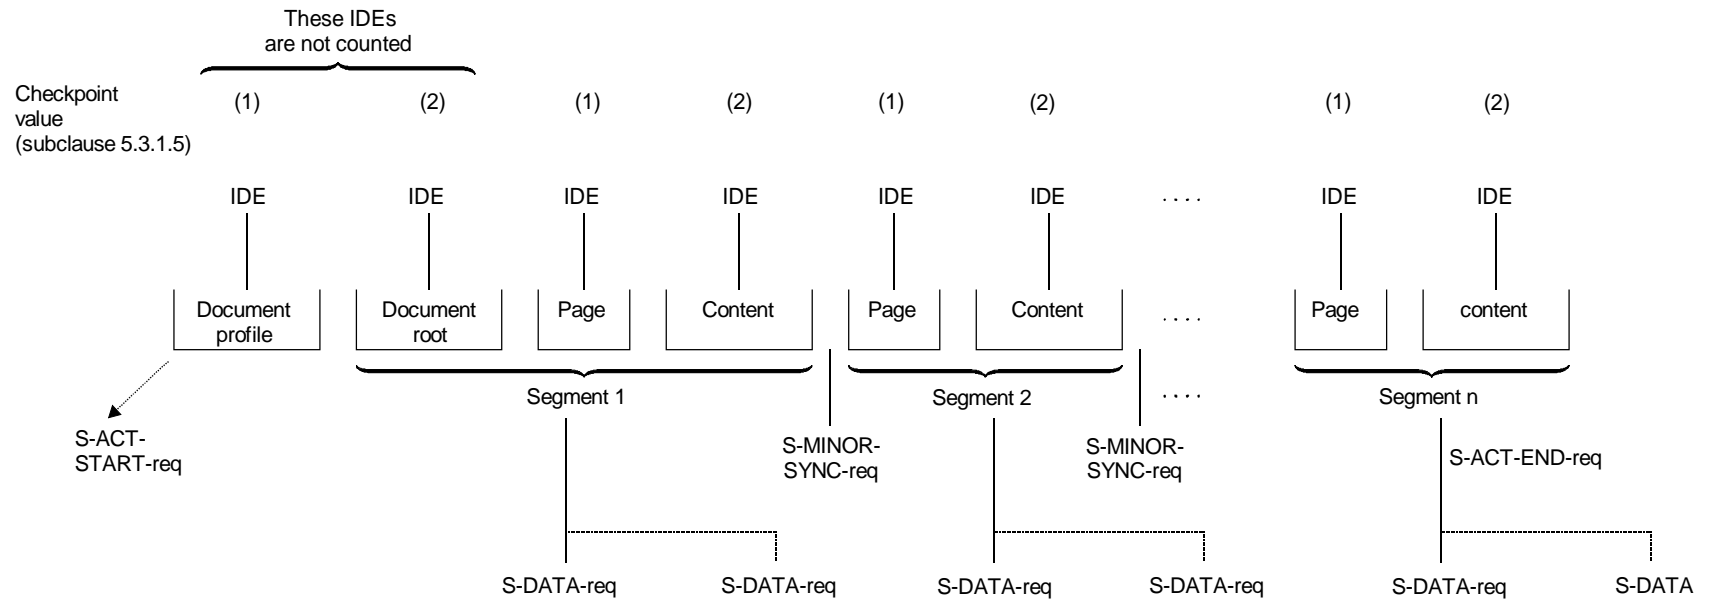 These IDEs
are not counted
Checkpoint
value
(subclause 5.3.1.5)
(1) (2) (1) (2) (1) (2) (1) (2)
IDE IDE IDE IDE IDE IDE . . . . IDE IDE
Document
profile
Document
root
Page
Content
Page
Content
. . . .
Page
content
Segment 1
Segment 2
. . . .
Segment n
S-ACT-
START-req
S-MINOR-
SYNC-req
S-MINOR-
SYNC-req
S-ACT-END-req
S-DATA-req S-DATA-req S-DATA-req S-DATA-req S-DATA-req S-DATA